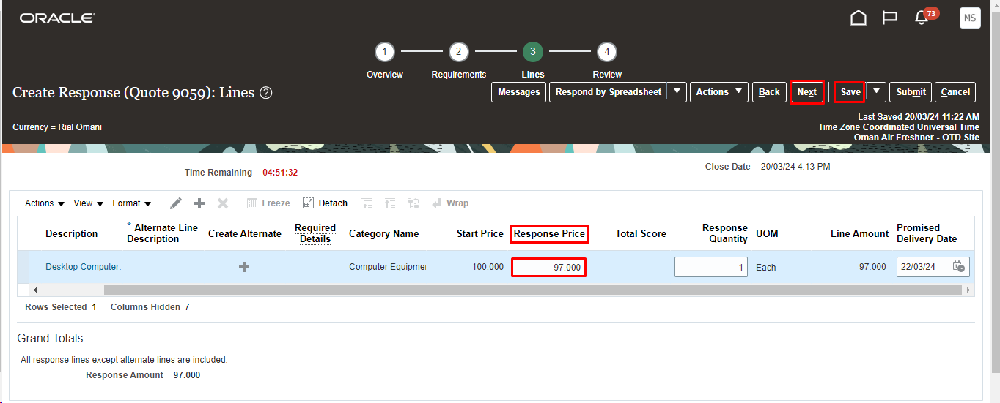 ORACLE
73
MS
1 2 3 4
Overview Requirements Lines Review
Create Response (Quote 9059): Lines ?
Messages Respond by Spreadsheet Actions Back Next Save Submit Cancel
Currency = Rial Omani
Last Saved 20/03/24 11:22 AM
Time Zone Coordinated Universal Time
Oman Air Freshner - OTD Site
Time Remaining 04:51:32
Close Date 20/03/24 4:13 PM
Actions View Format Freeze Detach Wrap
Description
* Alternate Line
Description
Create Alternate
Required
Details
Category Name
Start Price
Response Price
Total Score
Response
Quantity
UOM
Line Amount
Promised
Delivery Date
Desktop Computer. Computer Equipmer 100.000 97.000 1 Each 97.000 22/03/24
Rows Selected 1 Columns Hidden 7
Grand Totals
All response lines except alternate lines are included.
Response Amount 97.000